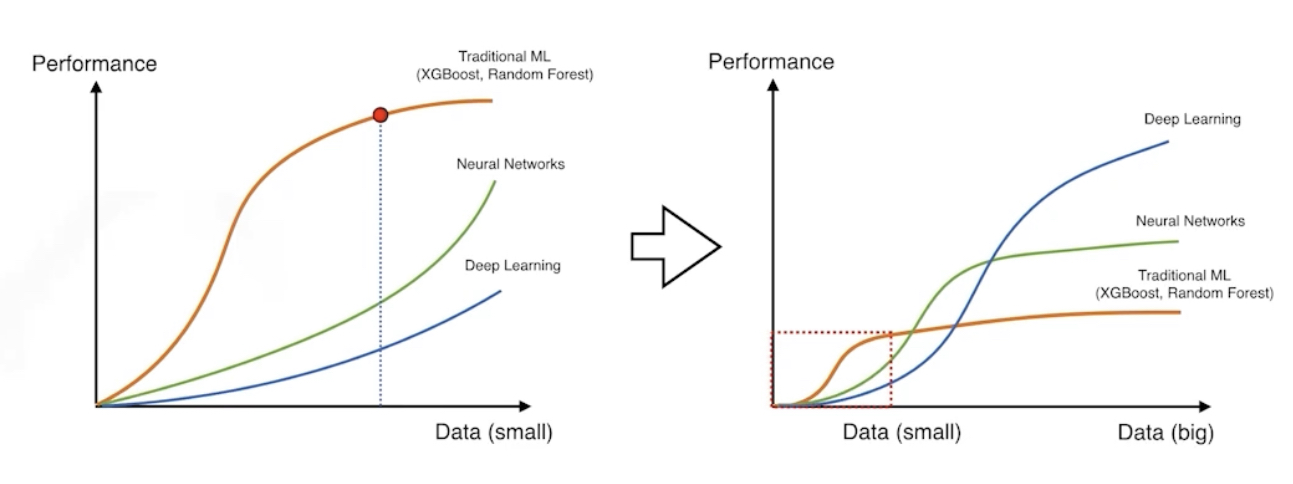 Performance
Traditional ML
(XGBoost, Random Forest)
Neural Networks
Deep Learning
Data (small)
Performance
Deep Learning
Neural Networks
Traditional ML
(XGBoost, Random Forest)
Data (small)
Data (big)